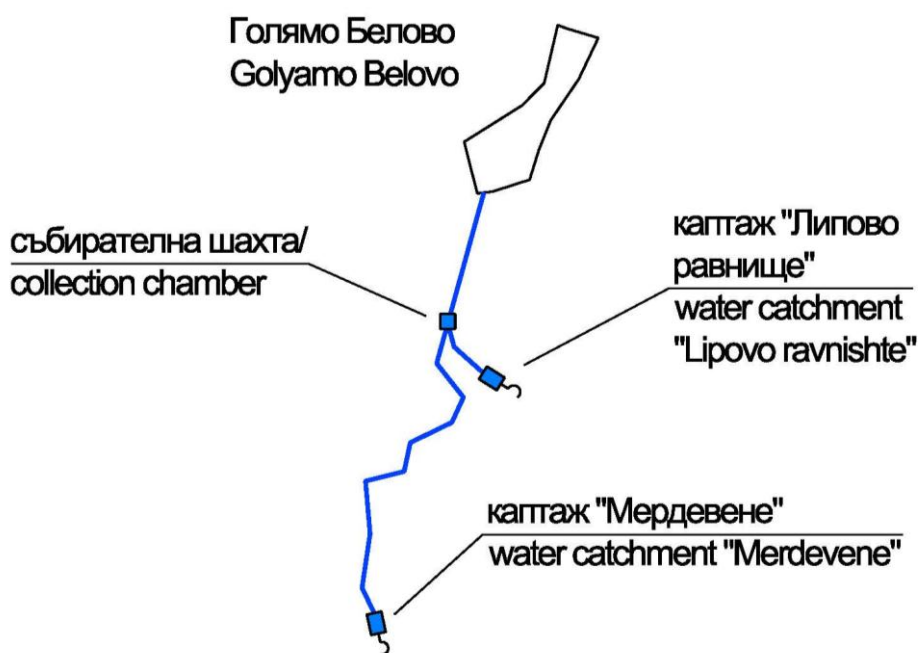 Голямо Белово
Golyamo Belovo
събирателна шахта/
collection chamber
каптаж "Липово
равнище"
water catchment
"Lipovo ravnishte"
каптаж "Мердевене"
water catchment "Merdevene"